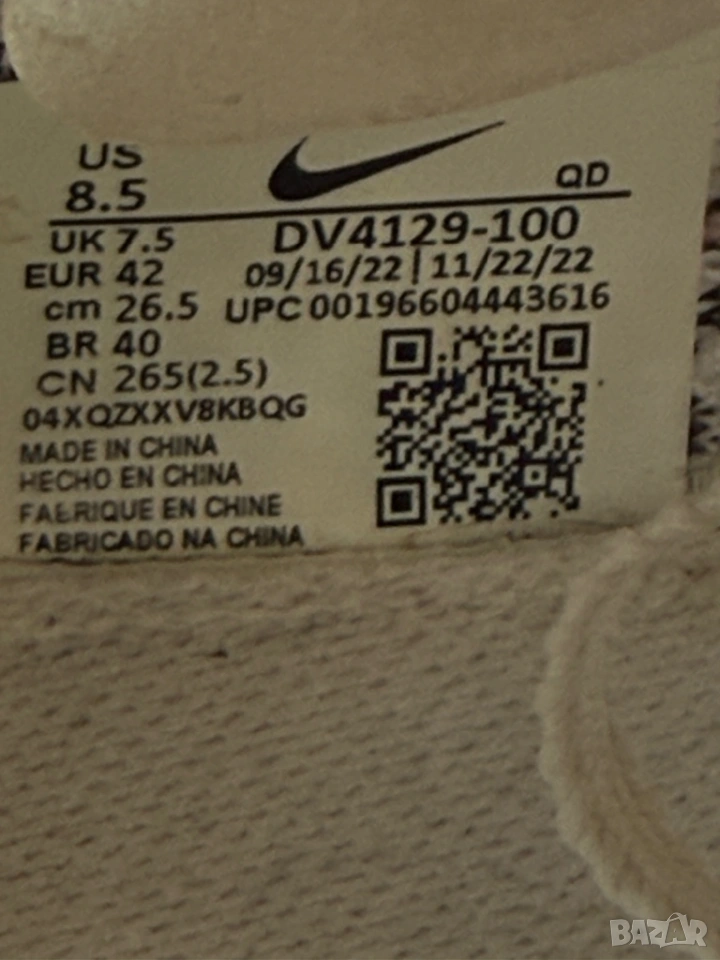 US
8.5
QD
UK 7.5
DV4129-100
EUR 42
09/16/22 | 11/22/22
cm 26.5
UPC 00196604443616
BR 40
CN 265(2.5)
04XQZXXV8KBQG
MADE IN CHINA
HECHO EN CHINA
FABRIQUE EN CHINE
FABRICADO NA CHINA
BAZAR